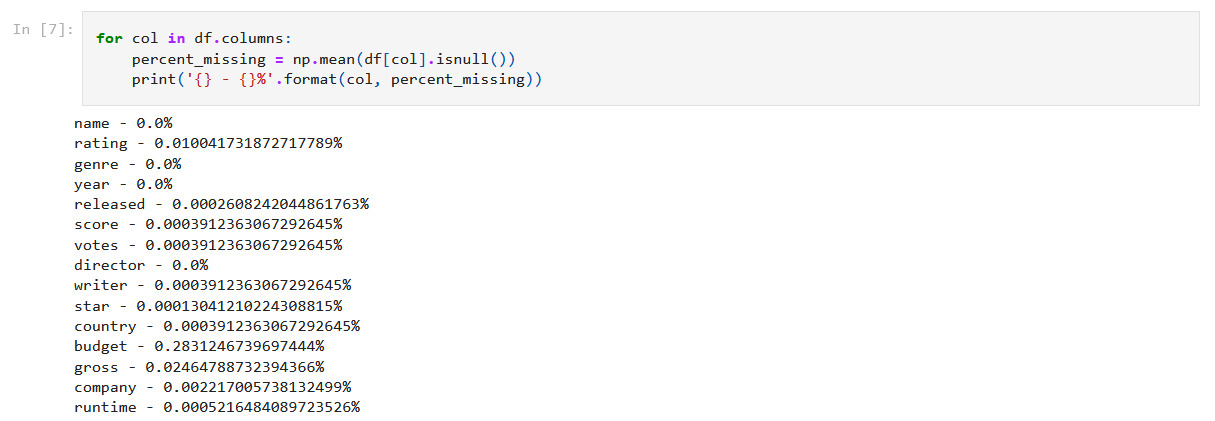 In [7]:
for col in df.columns:
    percent_missing = np.mean(df[col].isnull())
    print('{} - {}%'.format(col, percent_missing))
name - 0.0%
rating - 0.010041731872717789%
genre - 0.0%
year - 0.0%
released - 0.0002608242044861763%
score - 0.0003912363067292645%
votes - 0.0003912363067292645%
director - 0.0%
writer - 0.0003912363067292645%
star - 0.00013041210224308815%
country - 0.0003912363067292645%
budget - 0.2831246739697444%
gross - 0.02464788732394366%
company - 0.002217005738132499%
runtime - 0.0005216484089723526%